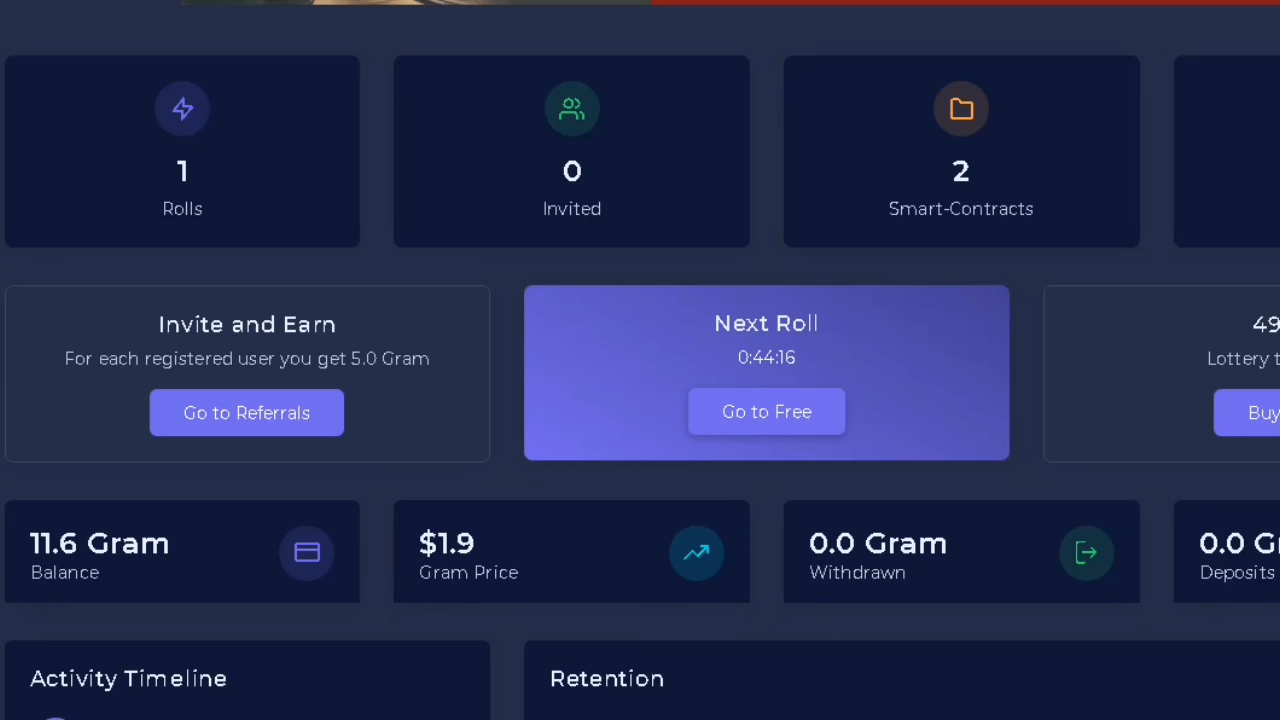 1
Rolls
0
Invited
2
Smart-Contracts
Invite and Earn
For each registered user you get 5.0 Gram
Go to Referrals
Next Roll
0:44:16
Go to Free
49
Lottery t
Buy
11.6 Gram
Balance
$1.9
Gram Price
0.0 Gram
Withdrawn
0.0 G
Deposits
Activity Timeline
Retention